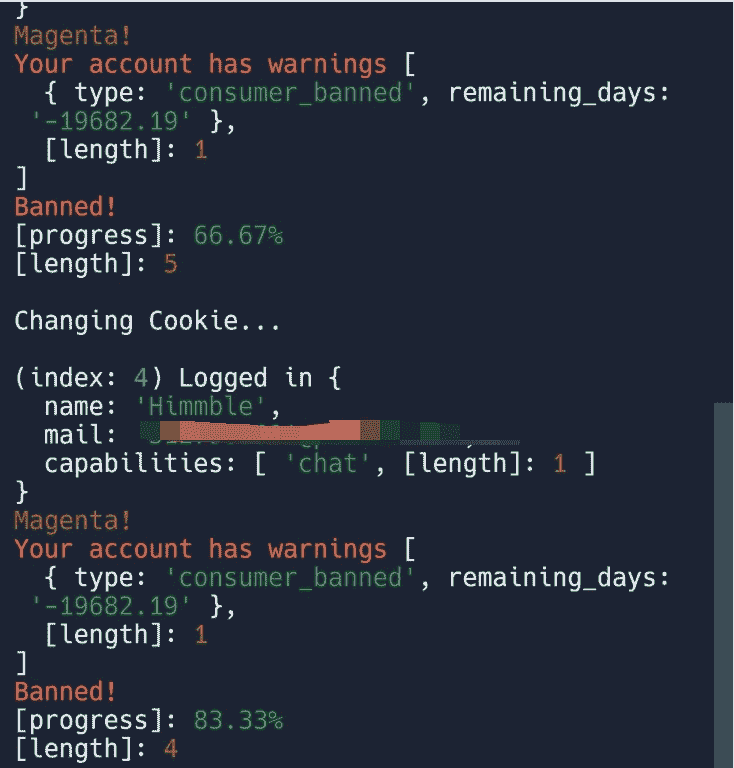 }
Magenta!
Your account has warnings [
{ type: 'consumer_banned', remaining_days:
'-19682.19' },
[length]: 1
]
Banned!
[progress]: 66.67%
[length]: 5
Changing Cookie...
(index: 4) Logged in {
name: 'Himmble',
mail:
capabilities: [ 'chat', [length]: 1 ]
}
Magenta!
Your account has warnings [
{ type: 'consumer_banned', remaining_days:
'-19682.19' },
[length]: 1
]
Banned!
[progress]: 83.33%
[length]: 4